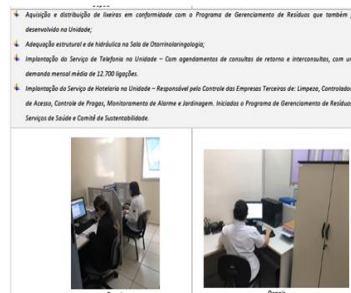 Aquisição e distribuição de lixeiras em conformidade com o Programa de Gerenciamento de Resíduos que também
desenvolvido na Unidade;
Adequação estrutural e de hidráulica na Sala de Otorrinolaringologia;
Implantação do Serviço de Telefonia na Unidade – Com agendamentos de consultas de retorno e interconsultas, com
demanda mensal média de 12.700 ligações.
Implantação do Serviço de Hotelaria na Unidade – Responsável pelo Controle das Empresas Terceiras de: Limpeza, Controlador
de Acesso, Controle de Pragas, Monitoramento de Alarme e Jardinagem. Iniciados o Programa de Gerenciamento de Resíduos
Serviços de Saúde e Comitê de Sustentabilidade.